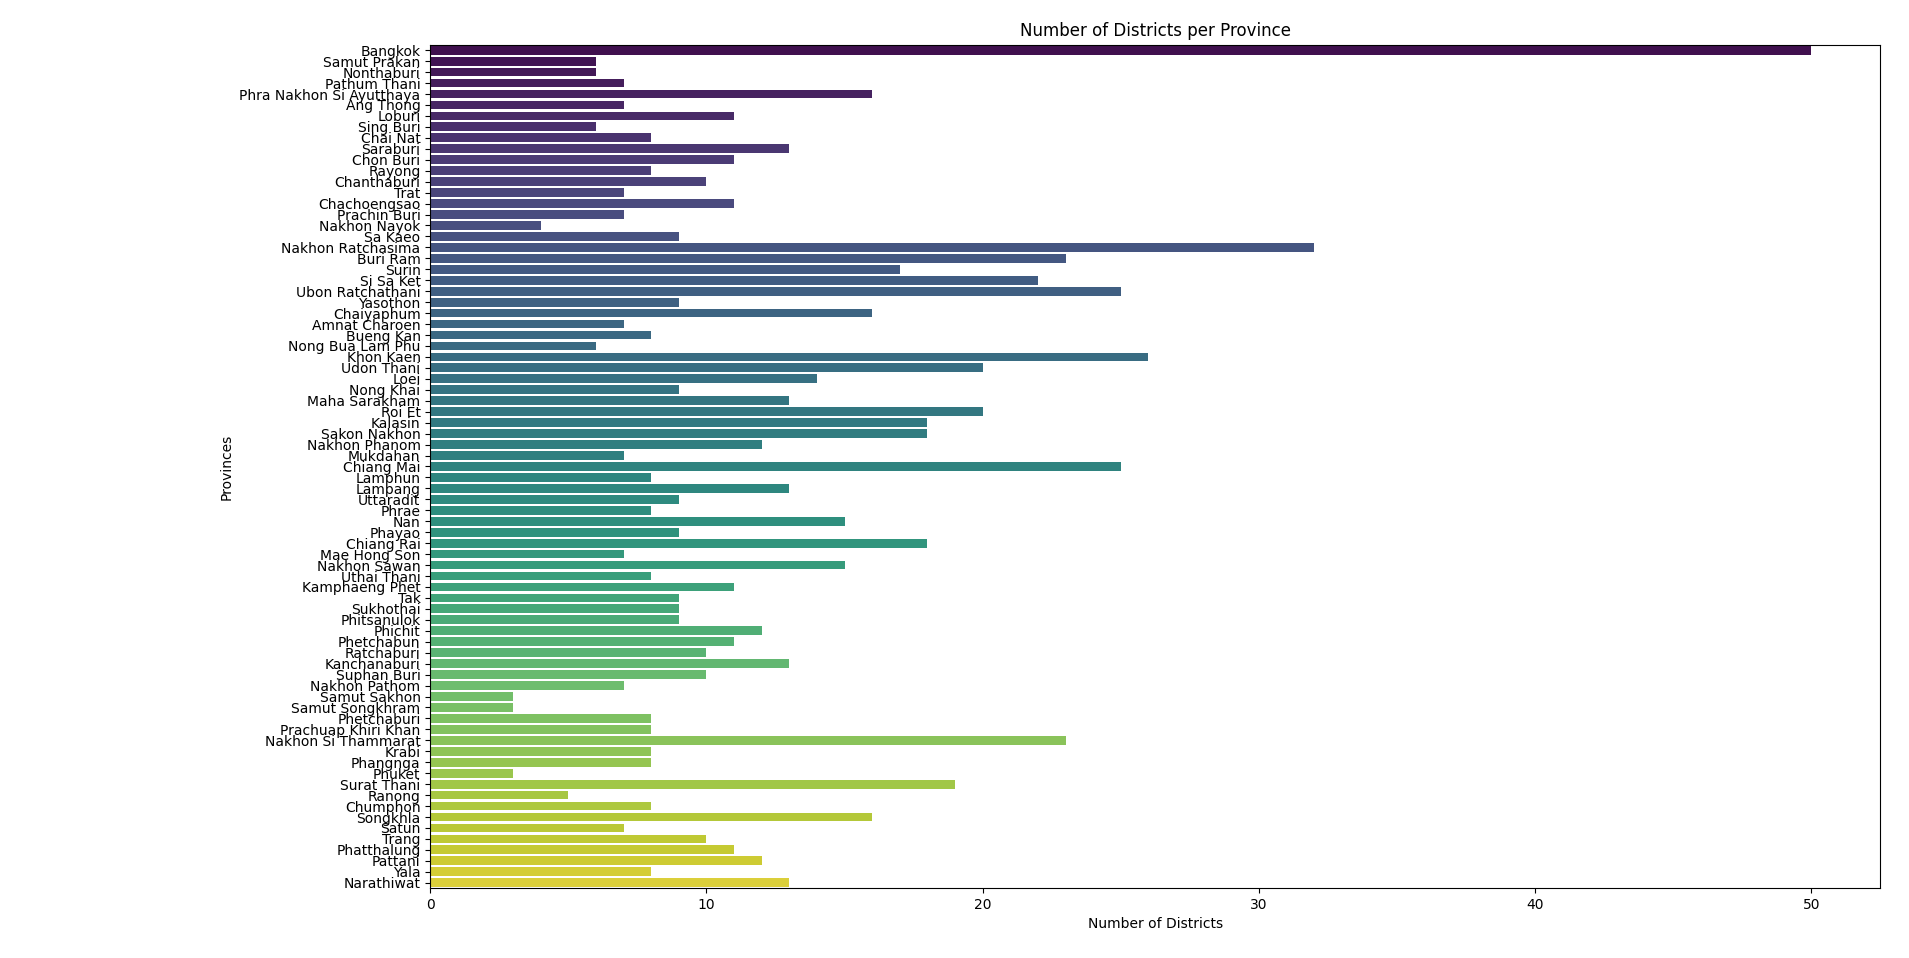 Number of Districts per Province
Bangkok
Samut Prakan
Nonthaburi
Pathum Thani
Phra Nakhon Si Ayutthaya
Ang Thong
Loburi
Sing Buri
Chai Nat
Saraburi
Chon Buri
Rayong
Chanthaburi
Trat
Chachoengsao
Prachin Buri
Nakhon Nayok
Sa Kaeo
Nakhon Ratchasima
Buri Ram
Surin
Si Sa Ket
Ubon Ratchathani
Yasothon
Chaiyaphum
Amnat Charoen
Bueng Kan
Nong Bua Lam Phu
Khon Kaen
Udon Thani
Loei
Nong Khai
Maha Sarakham
Roi Et
Kalasin
Sakon Nakhon
Nakhon Phanom
Mukdahan
Chiang Mai
Lamphun
Lampang
Uttaradit
Phrae
Nan
Phayao
Chiang Rai
Mae Hong Son
Nakhon Sawan
Uthai Thani
Kamphaeng Phet
Tak
Sukhothai
Phitsanulok
Phichit
Phetchabun
Ratchaburi
Kanchanaburi
Suphan Buri
Nakhon Pathom
Samut Sakhon
Samut Songkhram
Phetchaburi
Prachuap Khiri Khan
Nakhon Si Thammarat
Krabi
Phangnga
Phuket
Surat Thani
Ranong
Chumphon
Songkhla
Satun
Trang
Phatthalung
Pattani
Yala
Narathiwat
Provinces
0 10 20 30 40 50
Number of Districts